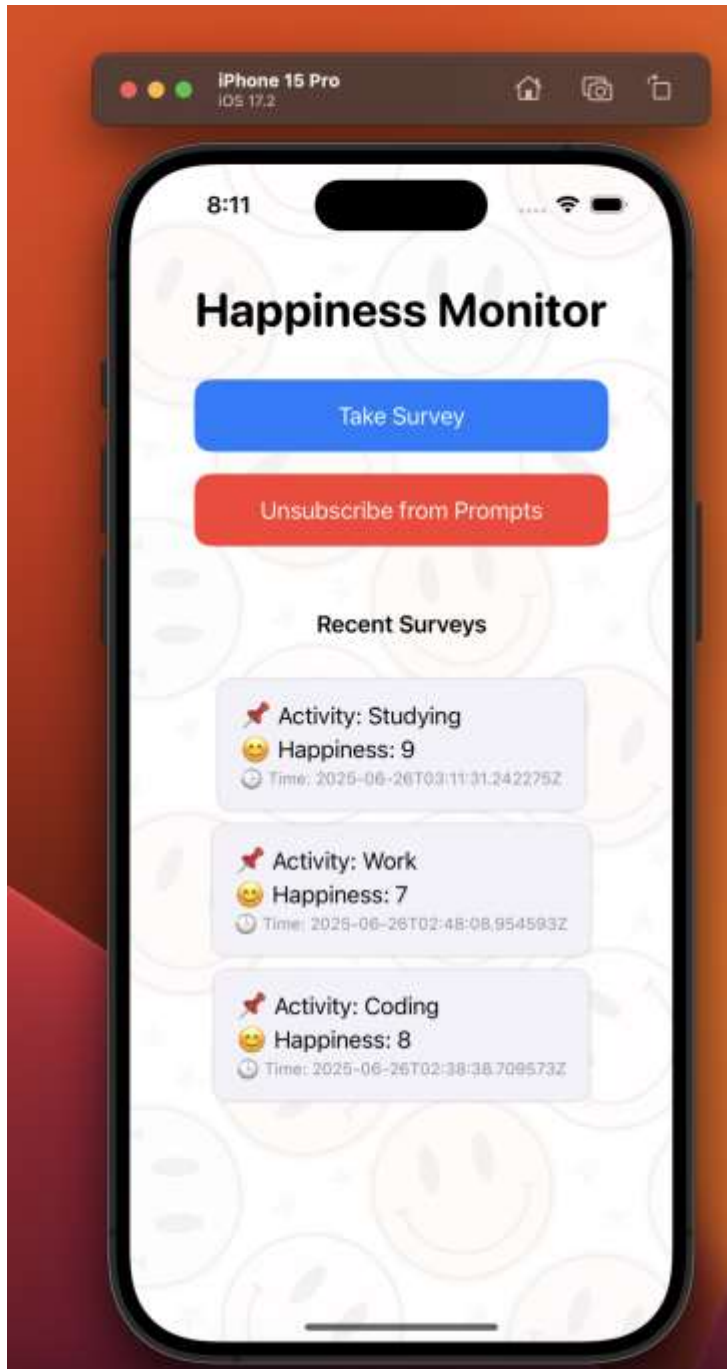 iPhone 15 Pro
iOS 17.2
8:11
Happiness Monitor
Take Survey
Unsubscribe from Prompts
Recent Surveys
📌 Activity: Studying
😊 Happiness: 9
🕒 Time: 2025-06-26T03:11:31.242275Z
📌 Activity: Work
😊 Happiness: 7
🕒 Time: 2025-06-26T02:48:08.954593Z
📌 Activity: Coding
😊 Happiness: 8
🕒 Time: 2025-06-26T02:38:38.709573Z